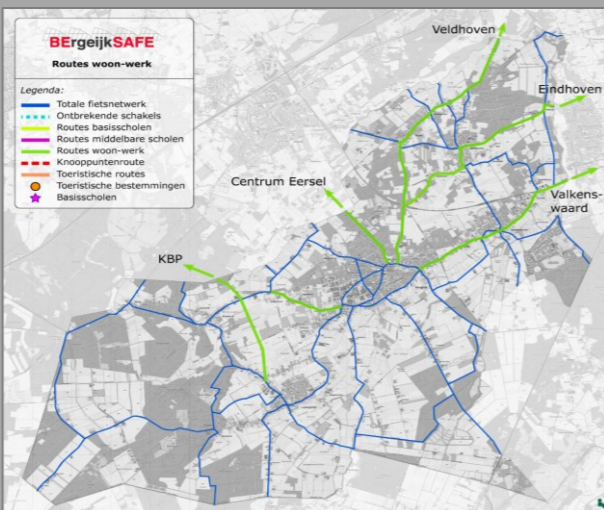 BErgeijkSAFE
Routes woon-werk
Legenda:
Totale fietsnetwerk
Ontbrekende schakels
Routes basisscholen
Routes middelbare scholen
Routes woon-werk
Knooppuntenroute
Toeristische routes
Toeristische bestemmingen
Basisscholen
Veldhoven
Eindhoven
Centrum Eersel
Valkens-
waard
KBP